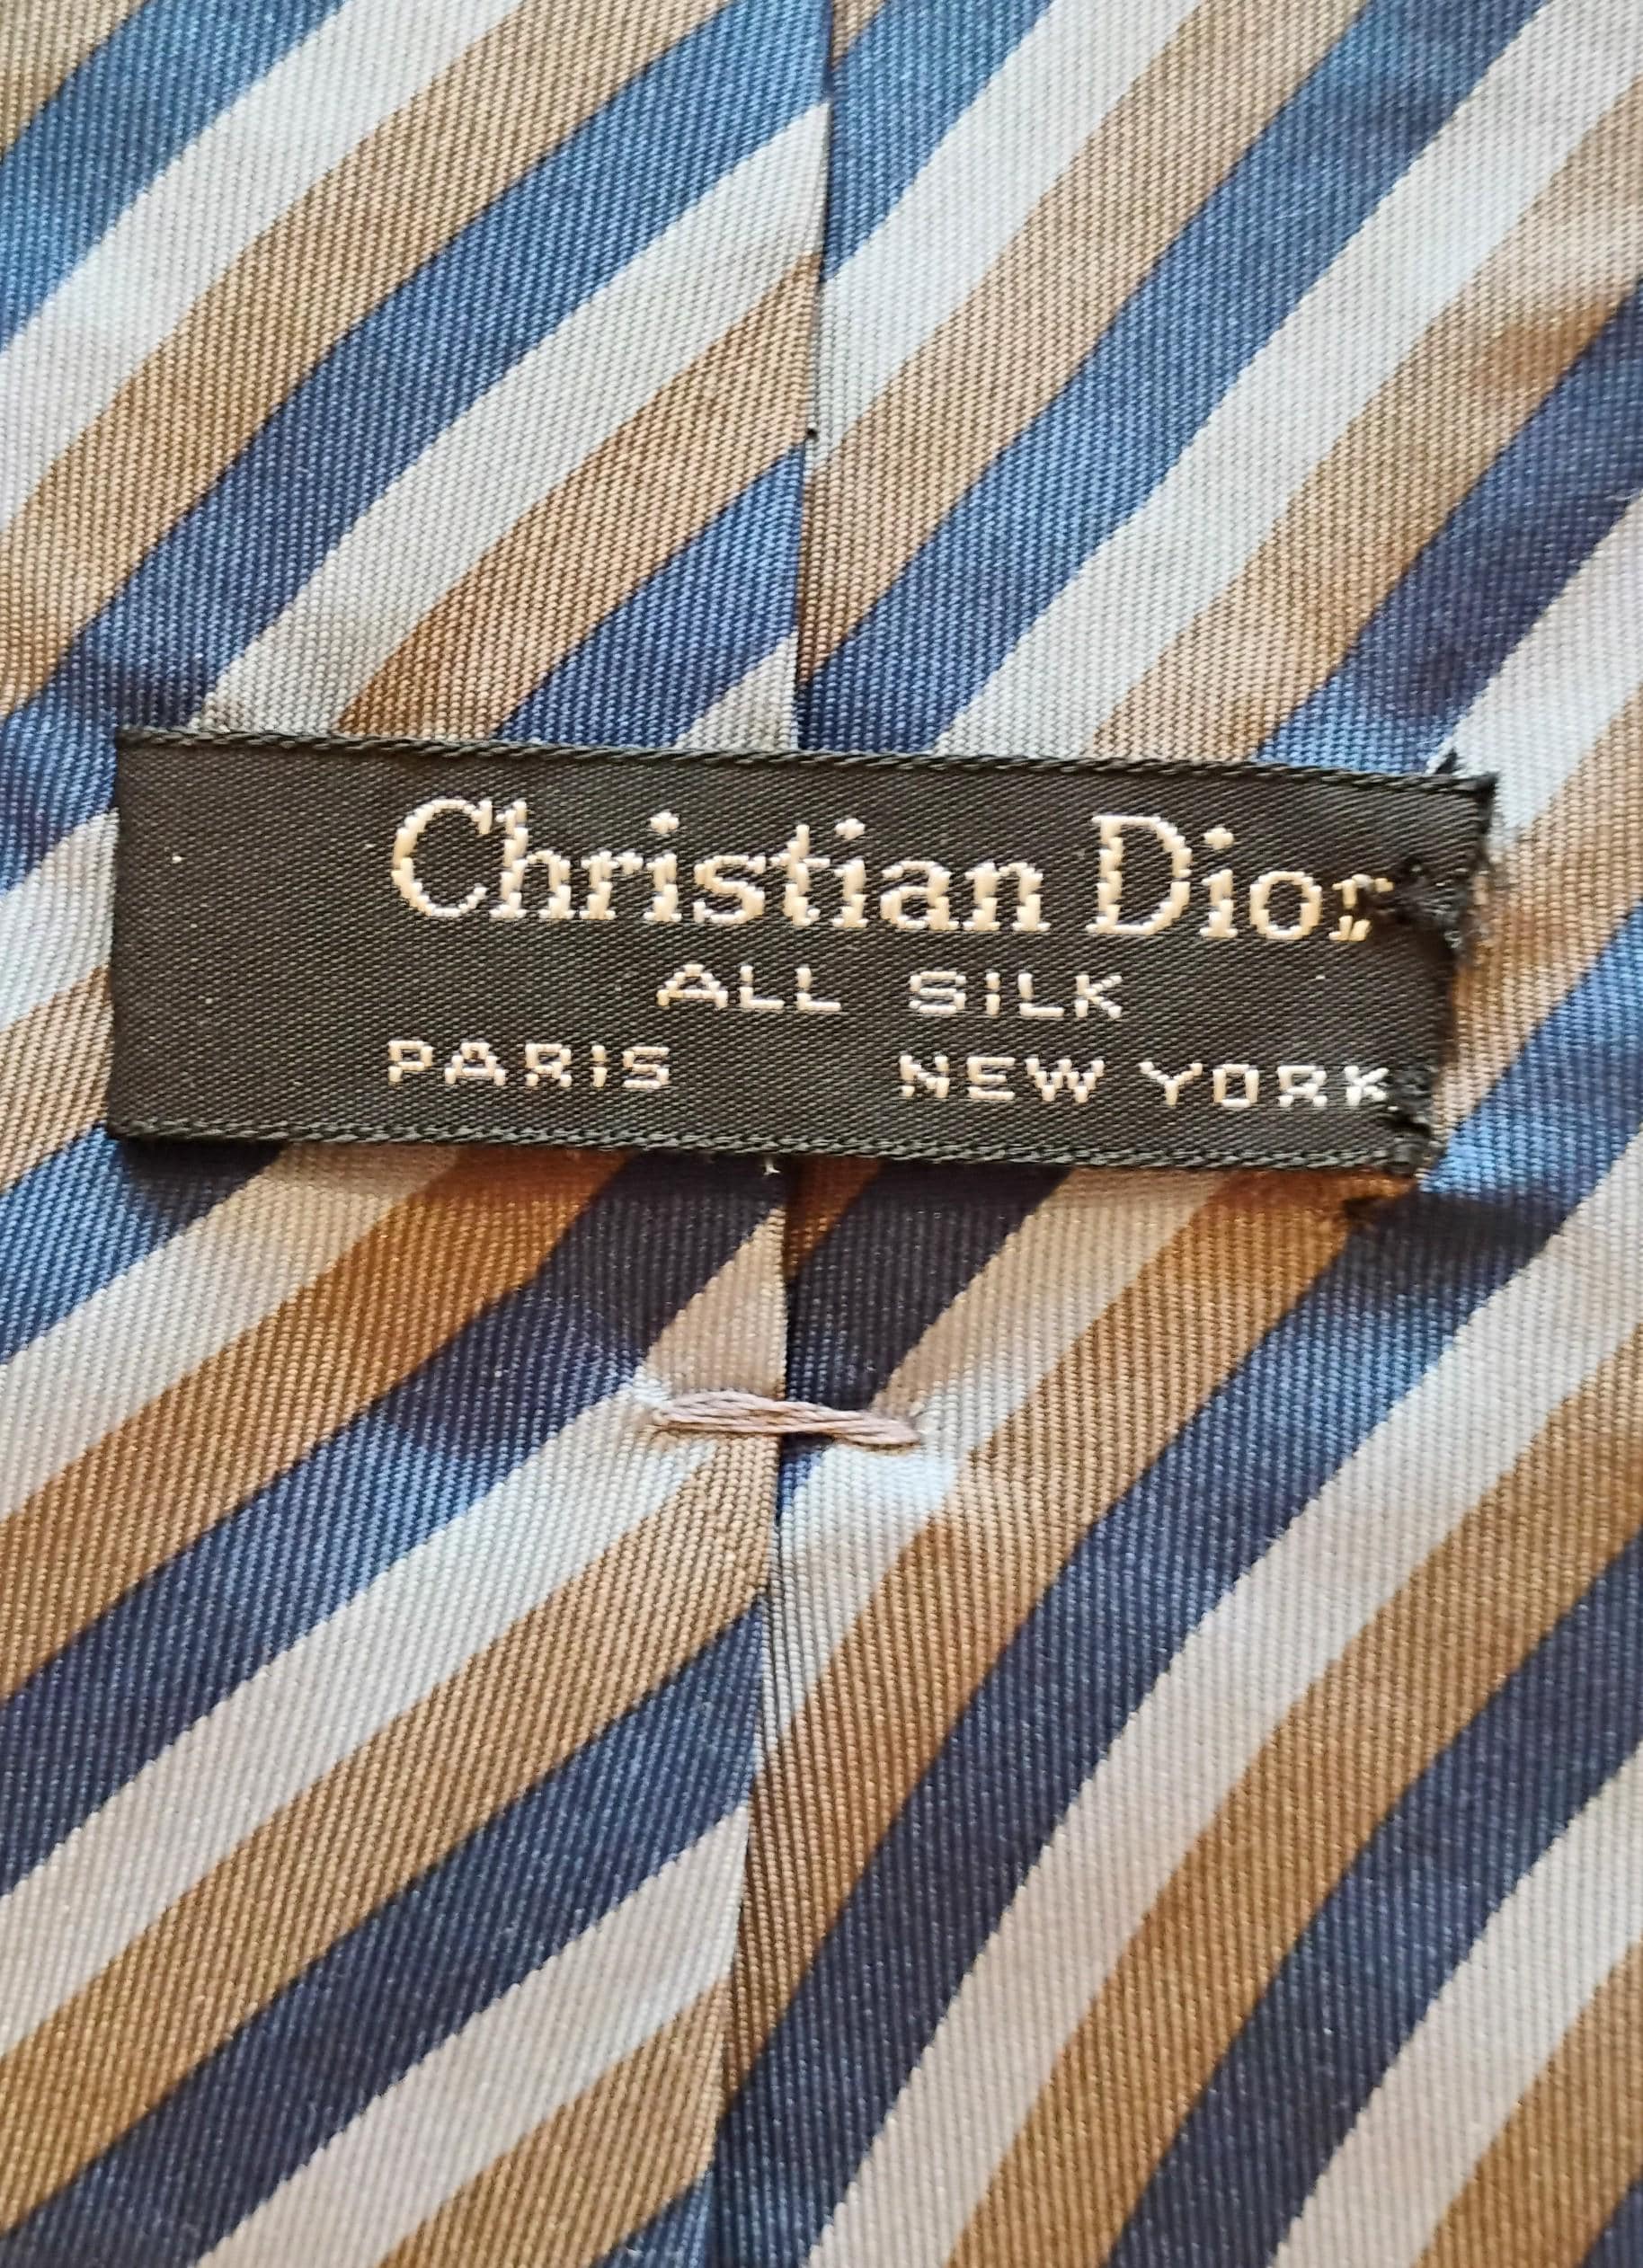 Christian Dior
ALL SILK
PARIS NEW YORK